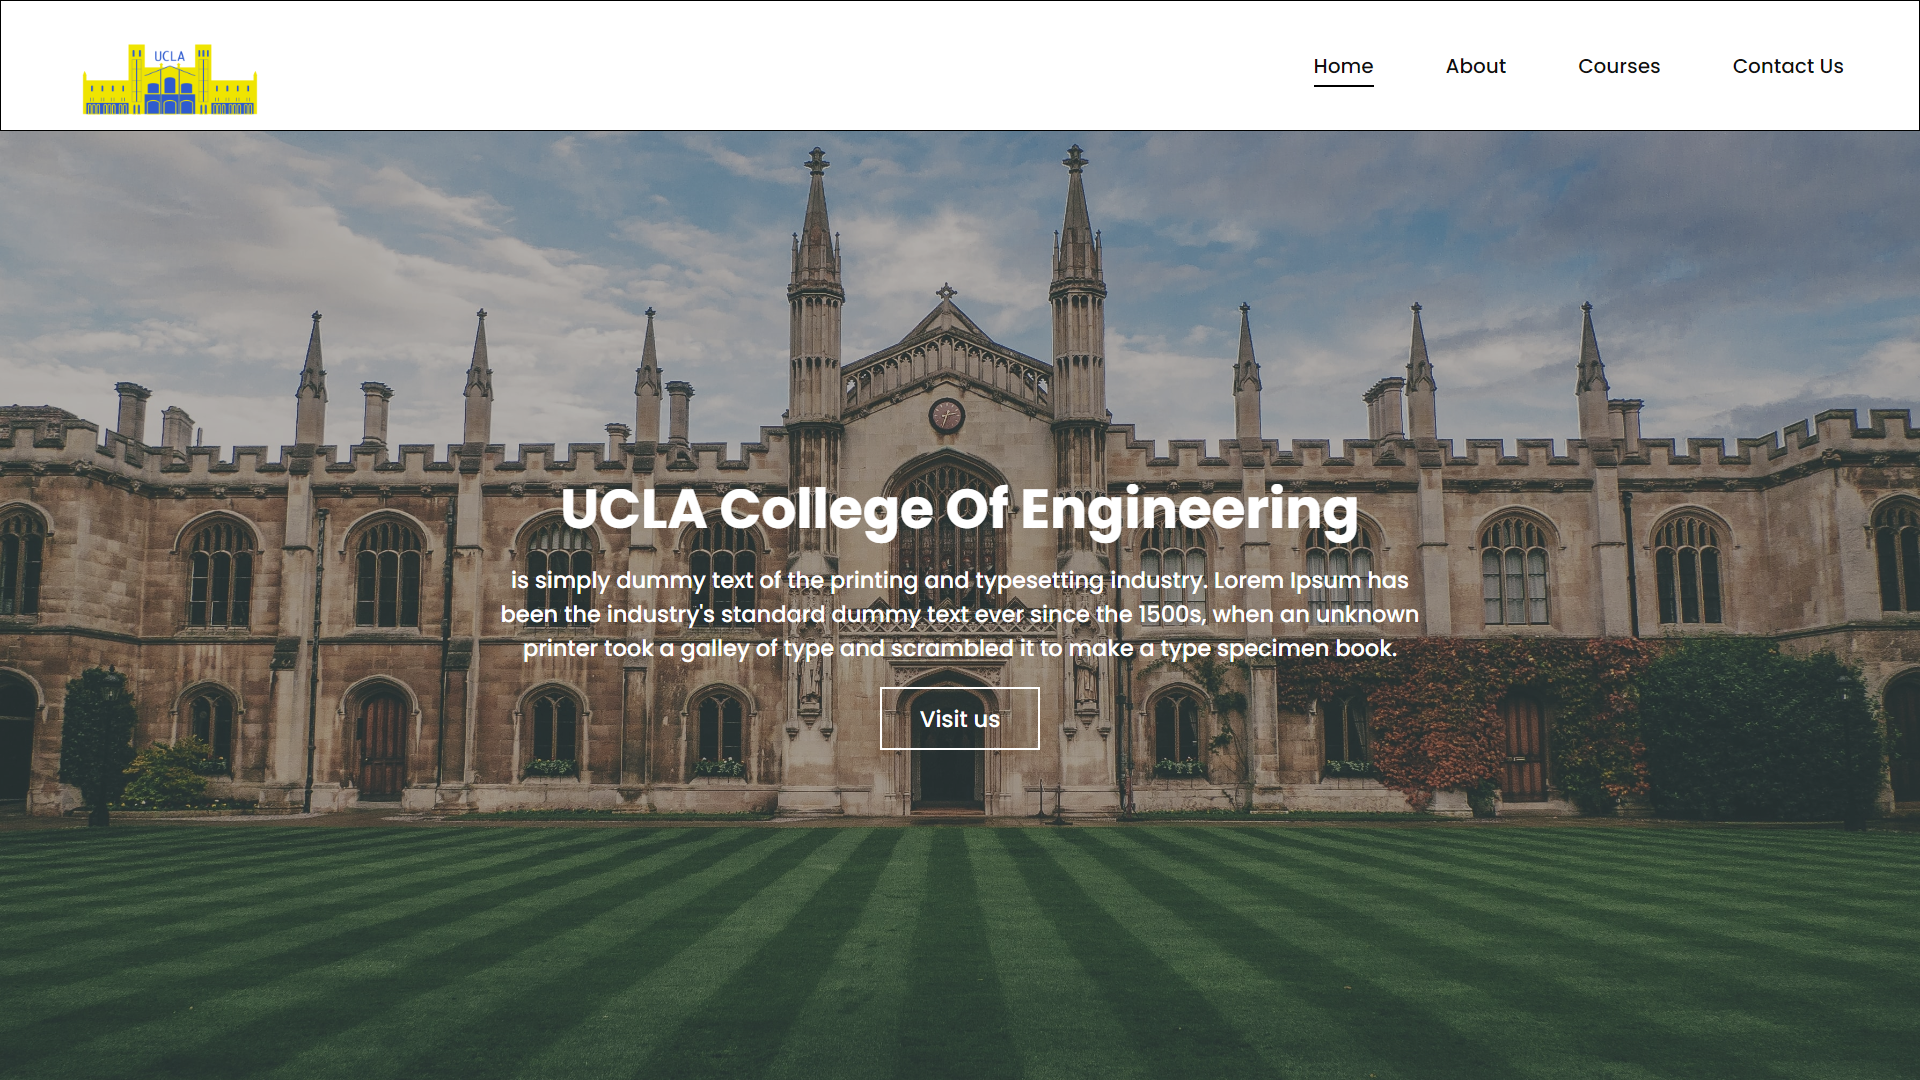 UCLA
Home
About
Courses
Contact Us
UCLA College Of Engineering
is simply dummy text of the printing and typesetting industry. Lorem Ipsum has
been the industry's standard dummy text ever since the 1500s, when an unknown
printer took a galley of type and scrambled it to make a type specimen book.
Visit us